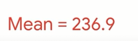 Mean = 236.9